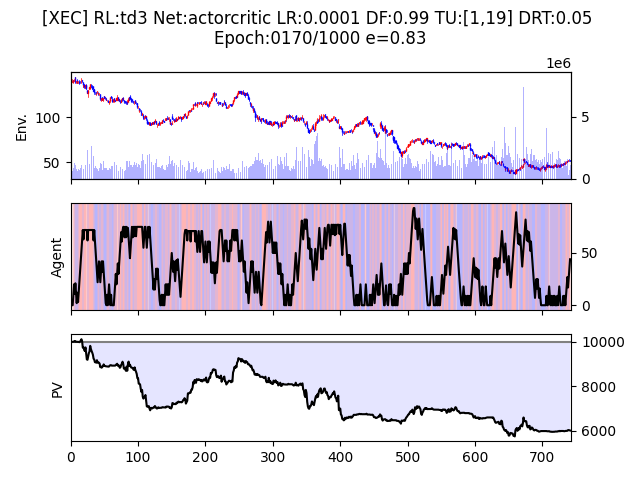 [XEC] RL:td3 Net:actorcritic LR:0.0001 DF:0.99 TU:[1,19] DRT:0.05
Epoch:0170/1000 e=0.83
1e6
Env.
100
50
5
0
Agent
50
0
PV
10000
8000
6000
0 100 200 300 400 500 600 700